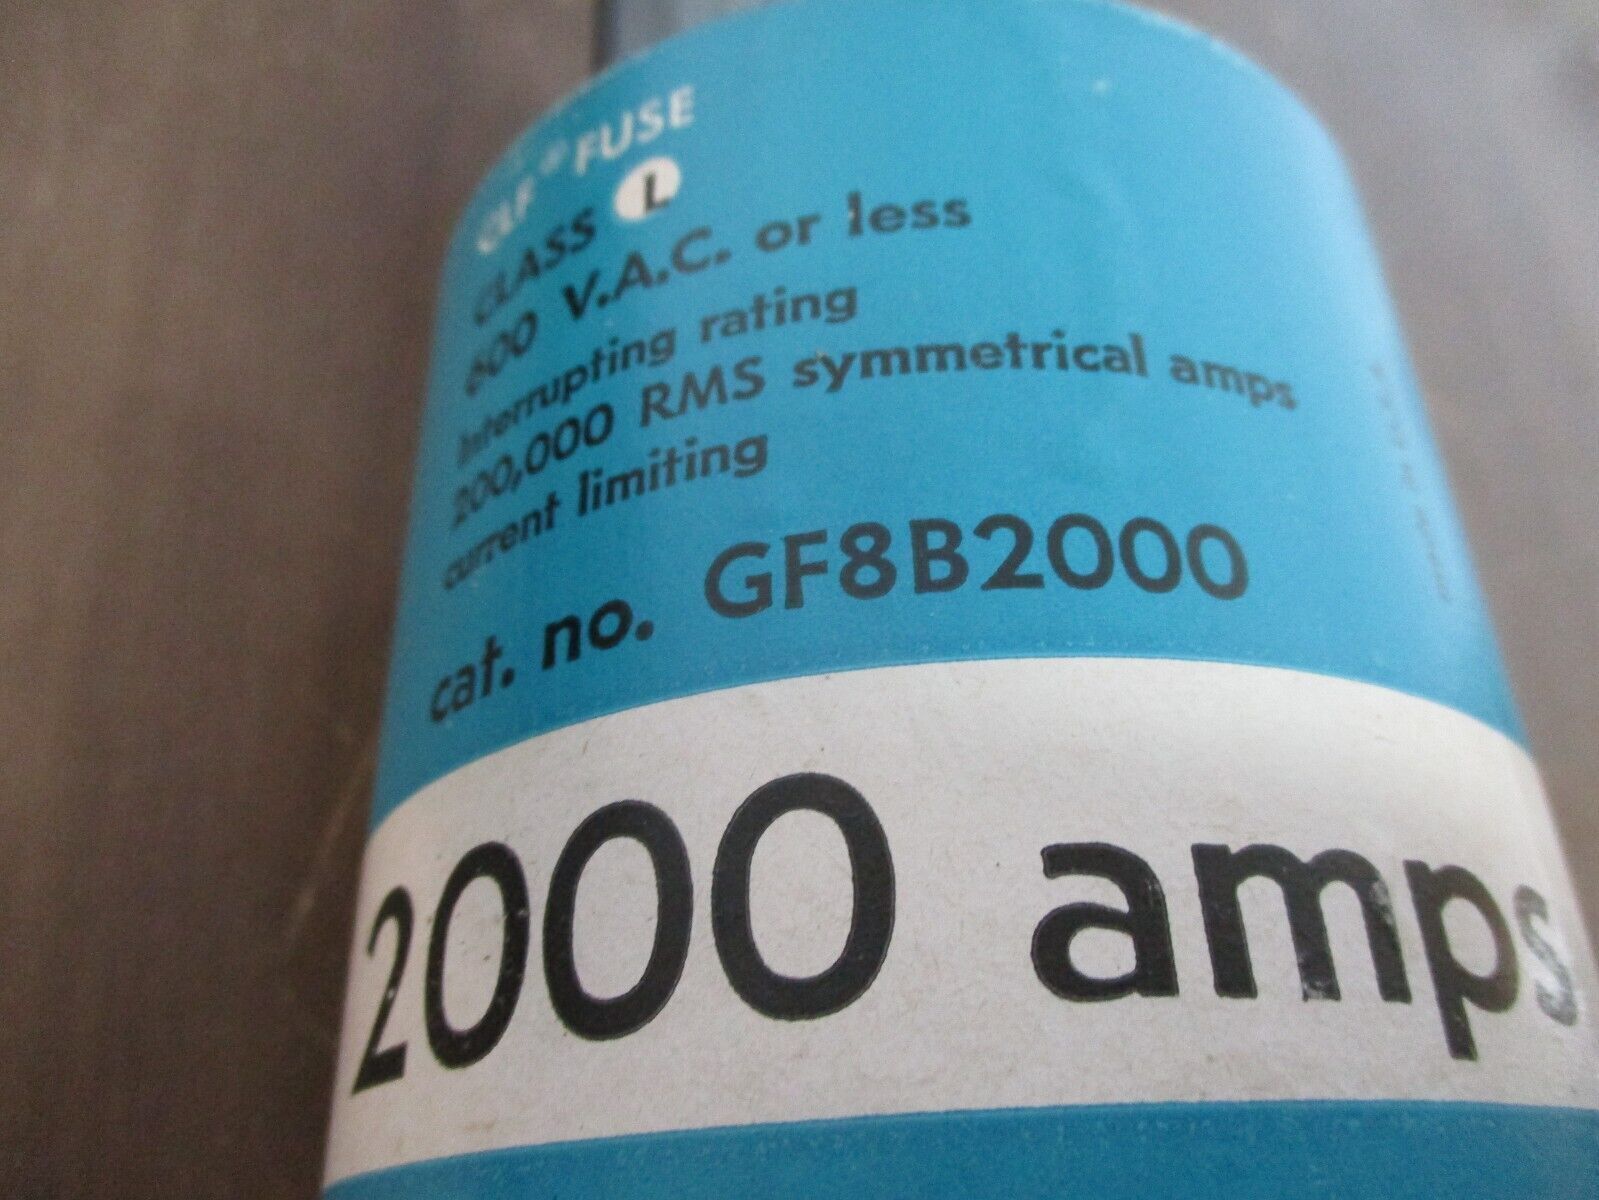 CLF ® FUSE
CLASS L
600 V.A.C. or less
Interrupting rating
200,000 RMS symmetrical amps
current limiting
cat. no. GF8B2000
2000 amps